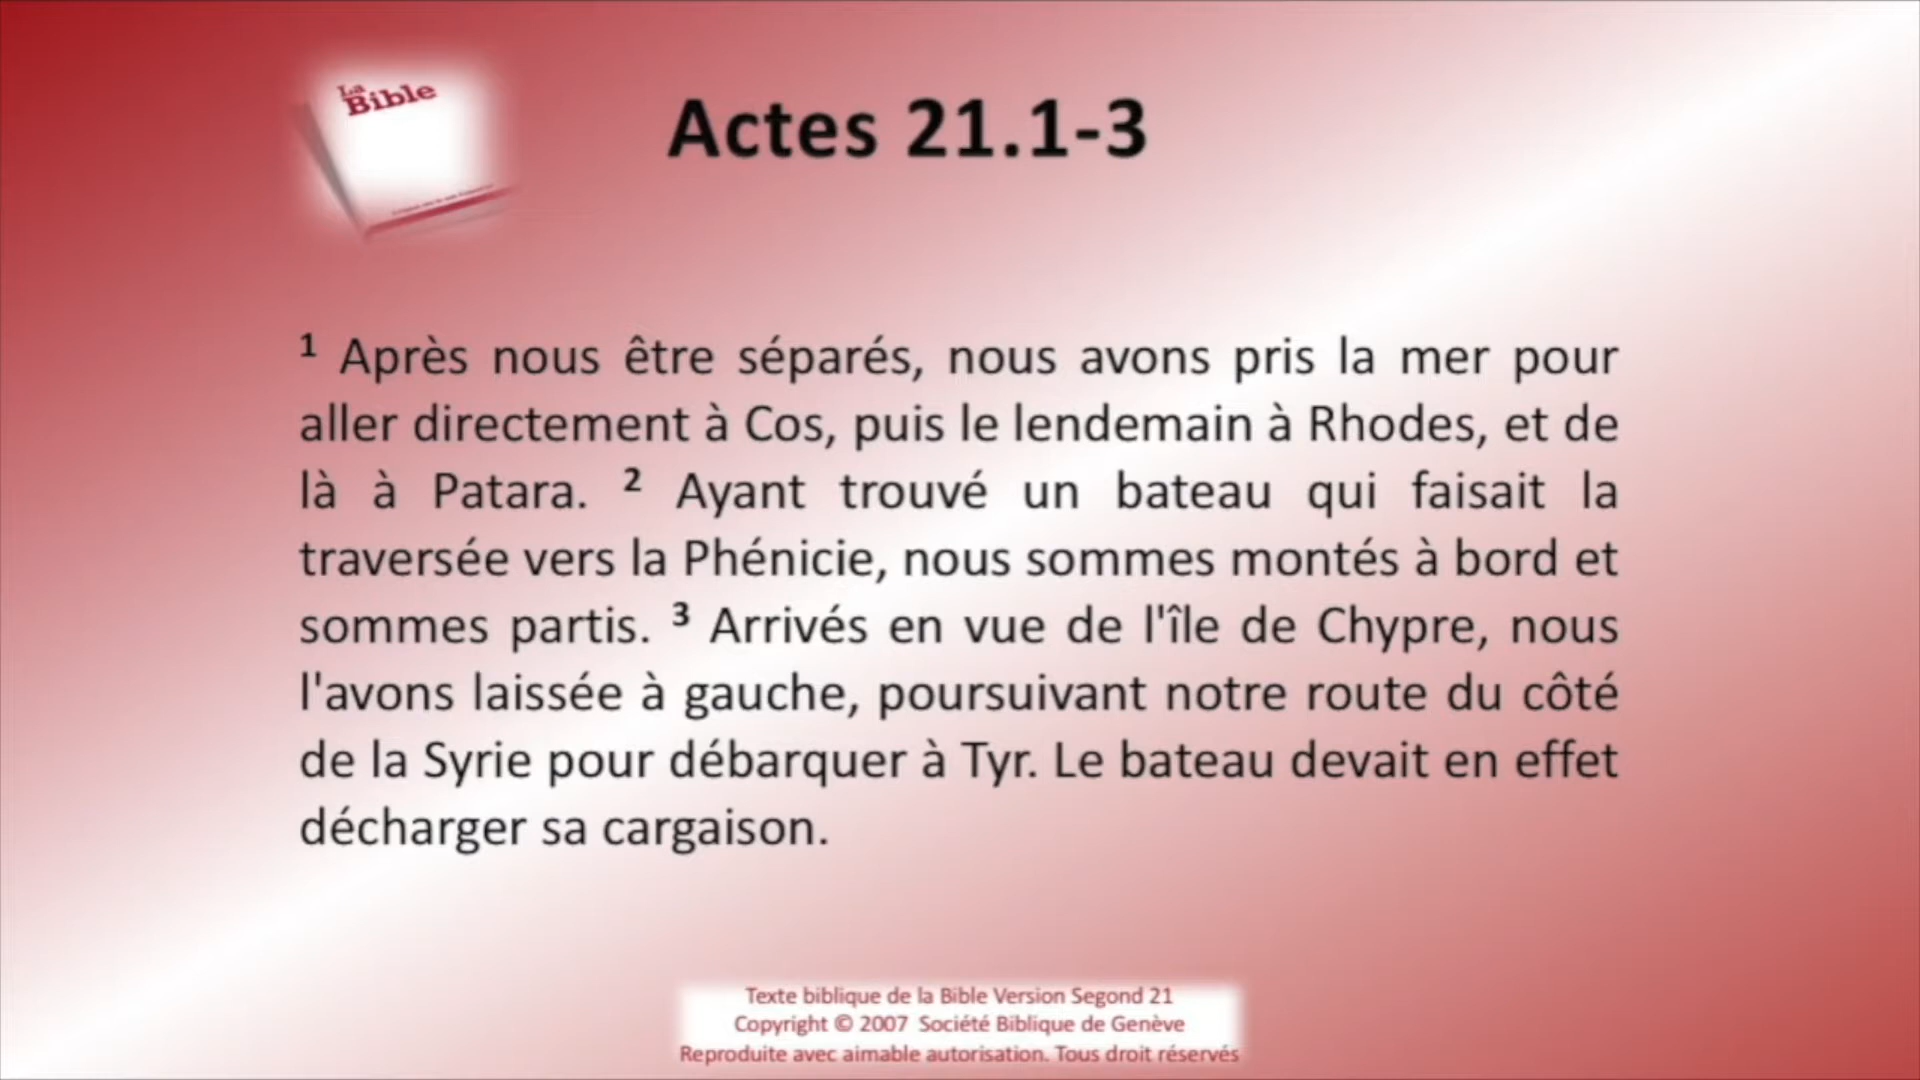 La
Bible
Actes 21.1-3
¹ Après nous être séparés, nous avons pris la mer pour
aller directement à Cos, puis le lendemain à Rhodes, et de
là à Patara. ² Ayant trouvé un bateau qui faisait la
traversée vers la Phénicie, nous sommes montés à bord et
sommes partis. ³ Arrivés en vue de l'île de Chypre, nous
l'avons laissée à gauche, poursuivant notre route du côté
de la Syrie pour débarquer à Tyr. Le bateau devait en effet
décharger sa cargaison.
Texte biblique de la Bible Version Segond 21
Copyright © 2007 Société Biblique de Genève
Reproduite avec aimable autorisation. Tous droit réservés